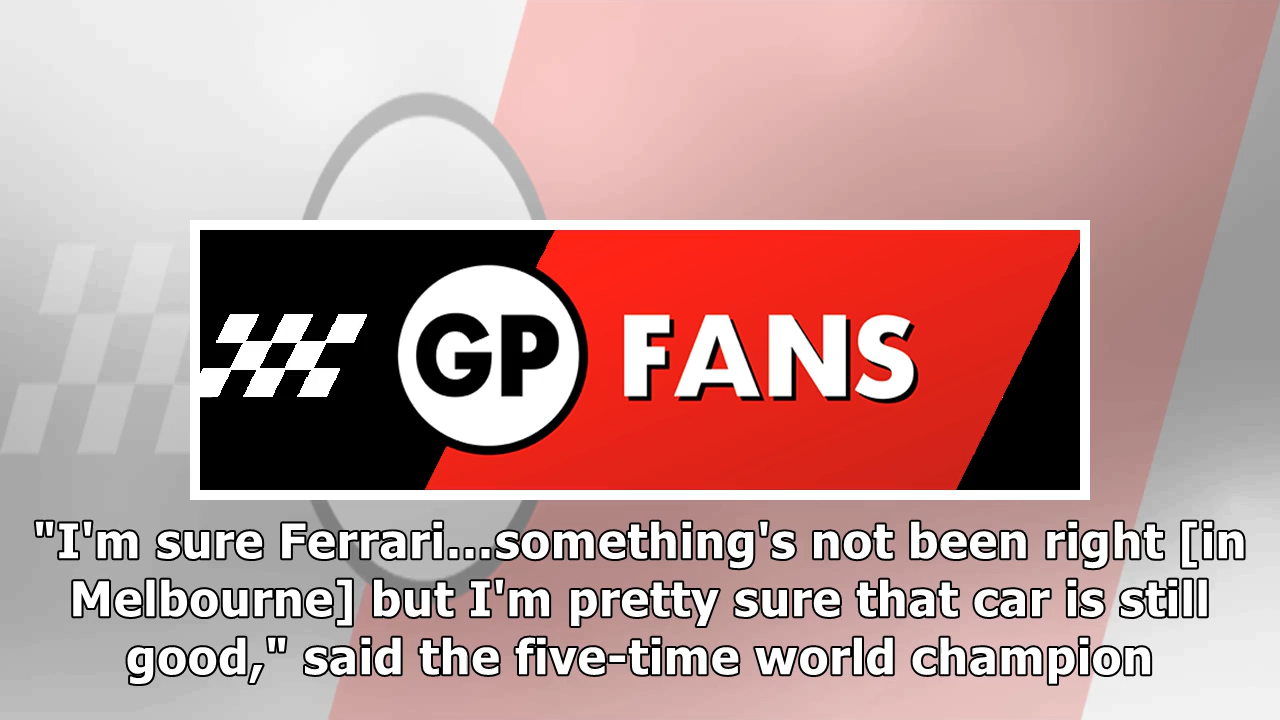 GP FANS
"I'm sure Ferrari...something's not been right [in
Melbourne] but I'm pretty sure that car is still
good," said the five-time world champion